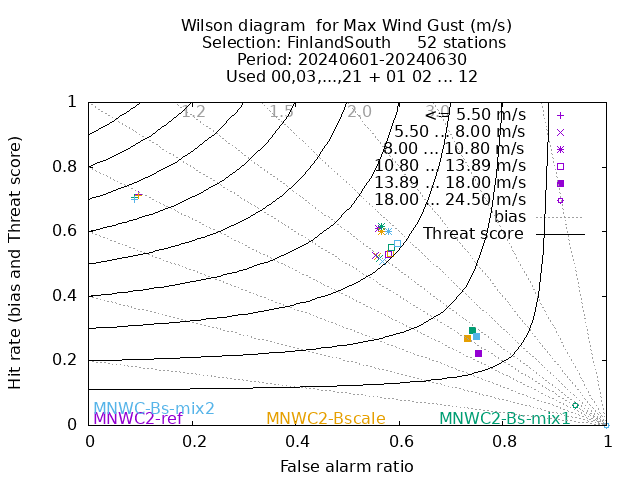 Wilson diagram for Max Wind Gust (m/s)
Selection: FinlandSouth 52 stations
Period: 20240601-20240630
Used 00,03,...,21 + 01 02 ... 12
1.2 1.5 2.0 3.0
<= 5.50 m/s
5.50 ... 8.00 m/s
8.00 ... 10.80 m/s
10.80 ... 13.89 m/s
13.89 ... 18.00 m/s
18.00 ... 24.50 m/s
bias
Threat score
1
0.8
0.6
0.4
0.2
0
Hit rate (bias and Threat score)
MNWC-Bs-mix2
MNWC2-ref MNWC2-Bscale MNWC2-Bs-mix1
0 0.2 0.4 0.6 0.8 1
False alarm ratio